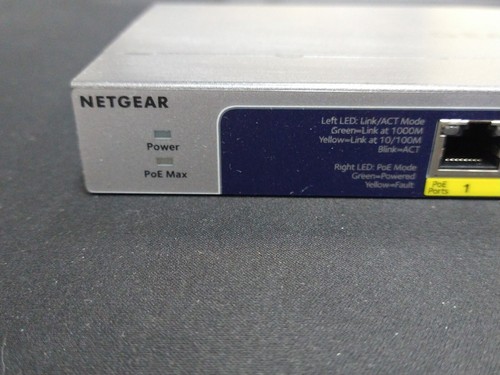 NETGEAR
Power
PoE Max
Left LED: Link/ACT Mode
Green=Link at 1000M
Yellow=Link at 10/100M
Blink=ACT
Right LED: PoE Mode
Green=Powered
Yellow=Fault
PoE
Ports
1